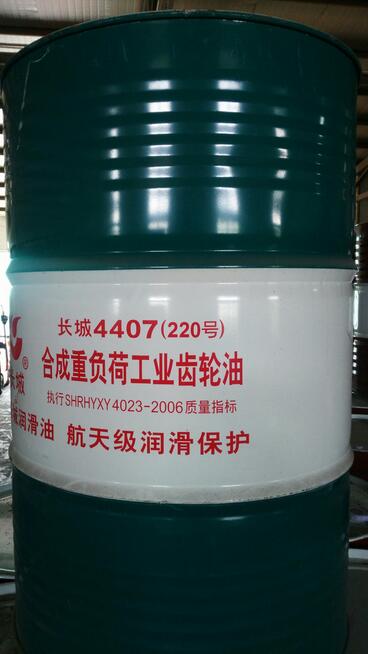 长城4407(220号)
合成重负荷工业齿轮油
执行SHRHYXY4023-2006质量指标
润滑油 航天级润滑保护